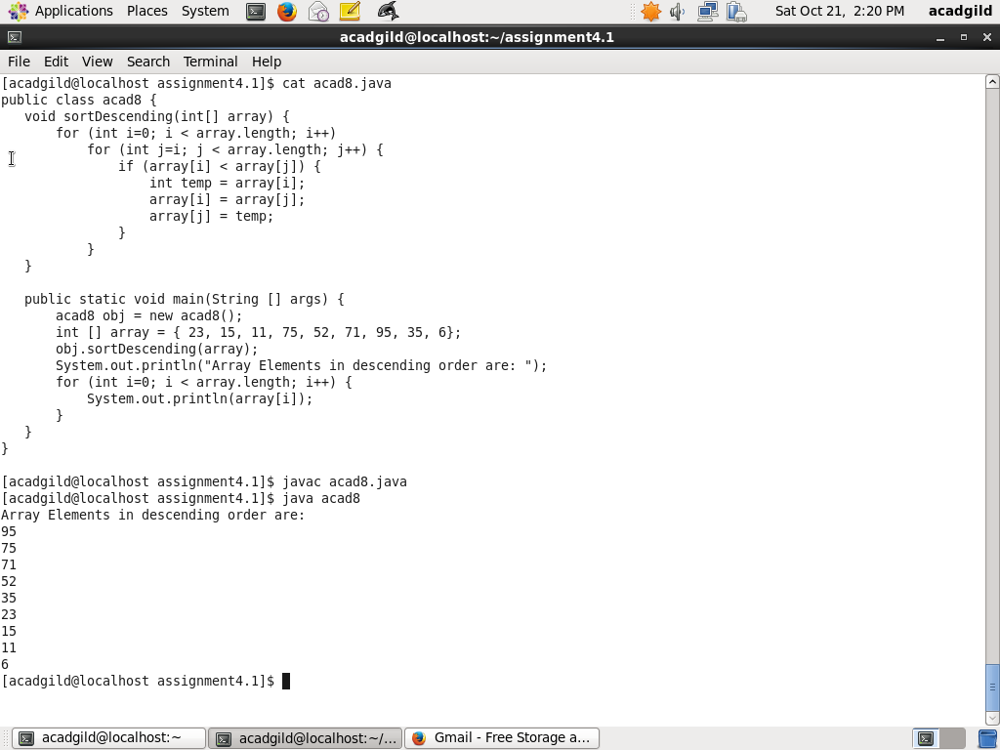 Applications Places System Sat Oct 21, 2:20 PM acadgild
acadgild@localhost:~/assignment4.1
File Edit View Search Terminal Help
[acadgild@localhost assignment4.1]$ cat acad8.java
public class acad8 {
   void sortDescending(int[] array) {
       for (int i=0; i < array.length; i++)
           for (int j=i; j < array.length; j++) {
               if (array[i] < array[j]) {
                   int temp = array[i];
                   array[i] = array[j];
                   array[j] = temp;
               }
           }
   }
   public static void main(String [] args) {
       acad8 obj = new acad8();
       int [] array = { 23, 15, 11, 75, 52, 71, 95, 35, 6};
       obj.sortDescending(array);
       System.out.println("Array Elements in descending order are: ");
       for (int i=0; i < array.length; i++) {
           System.out.println(array[i]);
       }
   }
}
[acadgild@localhost assignment4.1]$ javac acad8.java
[acadgild@localhost assignment4.1]$ java acad8
Array Elements in descending order are:
95
75
71
52
35
23
15
11
6
[acadgild@localhost assignment4.1]$
acadgild@localhost:~ acadgild@localhost:~/... Gmail - Free Storage a...